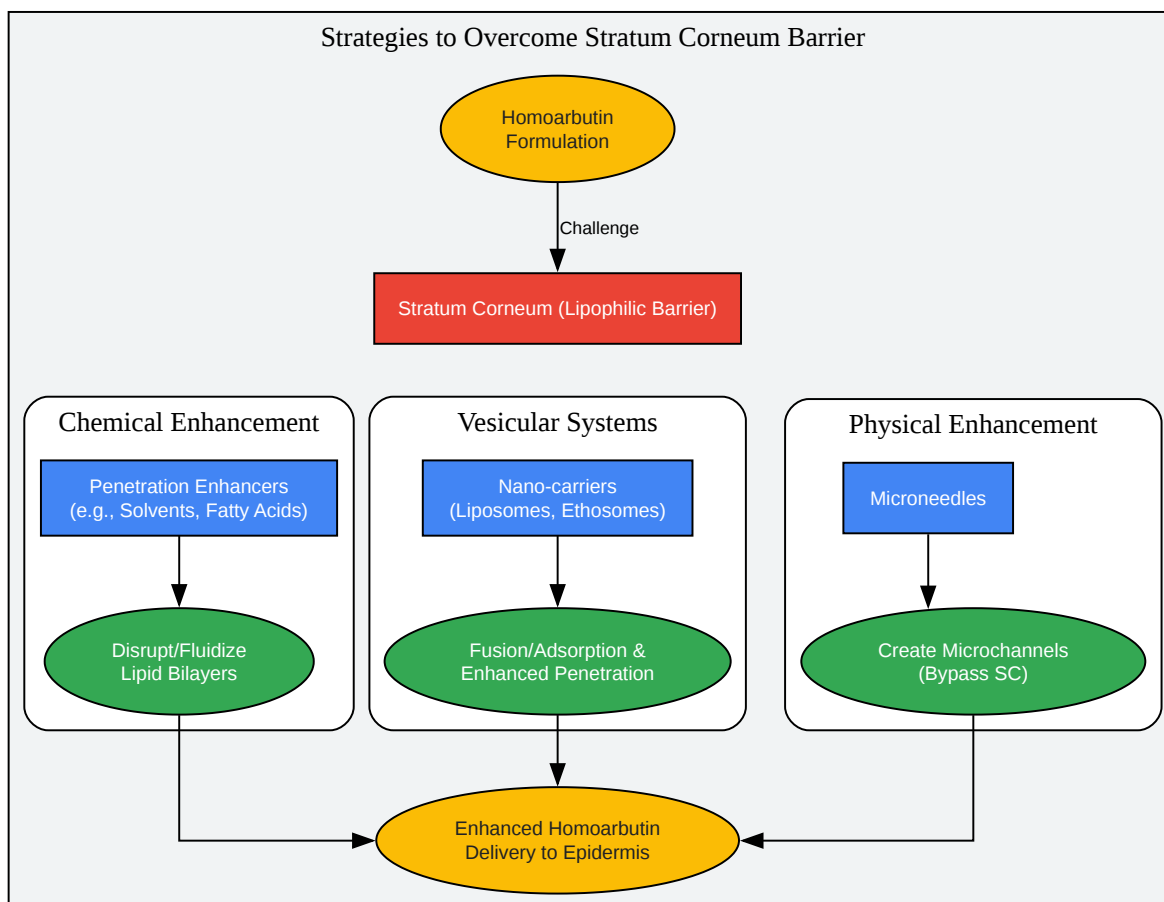 Strategies to Overcome Stratum Corneum Barrier
Homoarbutin
Formulation
Challenge
Stratum Corneum (Lipophilic Barrier)
Chemical Enhancement
Penetration Enhancers
(e.g., Solvents, Fatty Acids)
Disrupt/Fluidize
Lipid Bilayers
Vesicular Systems
Nano-carriers
(Liposomes, Ethosomes)
Fusion/Adsorption &
Enhanced Penetration
Physical Enhancement
Microneedles
Create Microchannels
(Bypass SC)
Enhanced Homoarbutin
Delivery to Epidermis